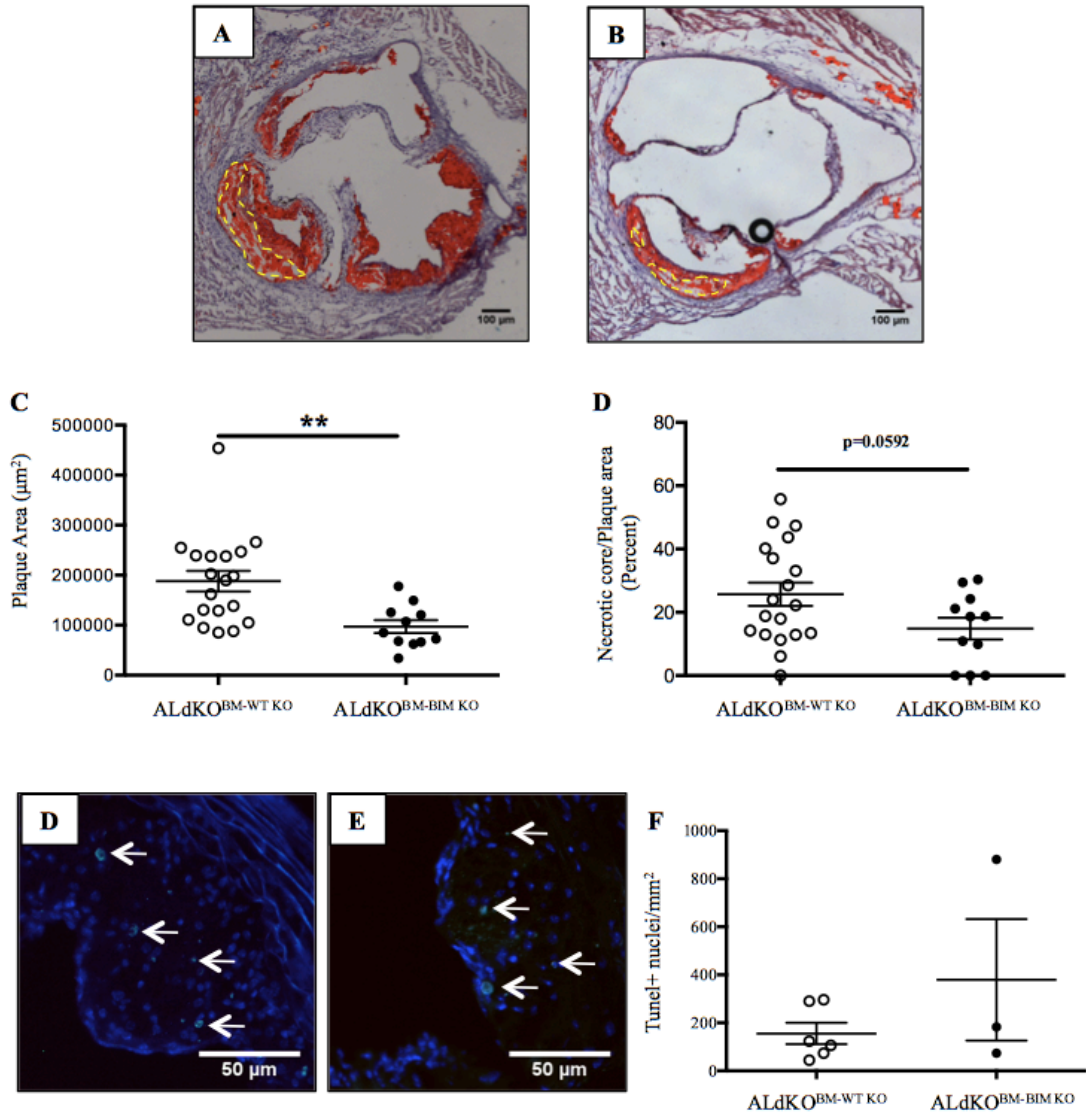 A
B
100 µm
100 µm
C
Plaque Area (µm²)
500000
400000
300000
200000
100000
0
**
ALdKO^BM-WT KO
ALdKO^BM-BIM KO
D
Necrotic core/Plaque area
(Percent)
80
60
40
20
0
p=0.0592
ALdKO^BM-WT KO
ALdKO^BM-BIM KO
D
50 µm
E
50 µm
F
Tunel+ nuclei/mm²
1000
800
600
400
200
0
ALdKO^BM-WT KO
ALdKO^BM-BIM KO